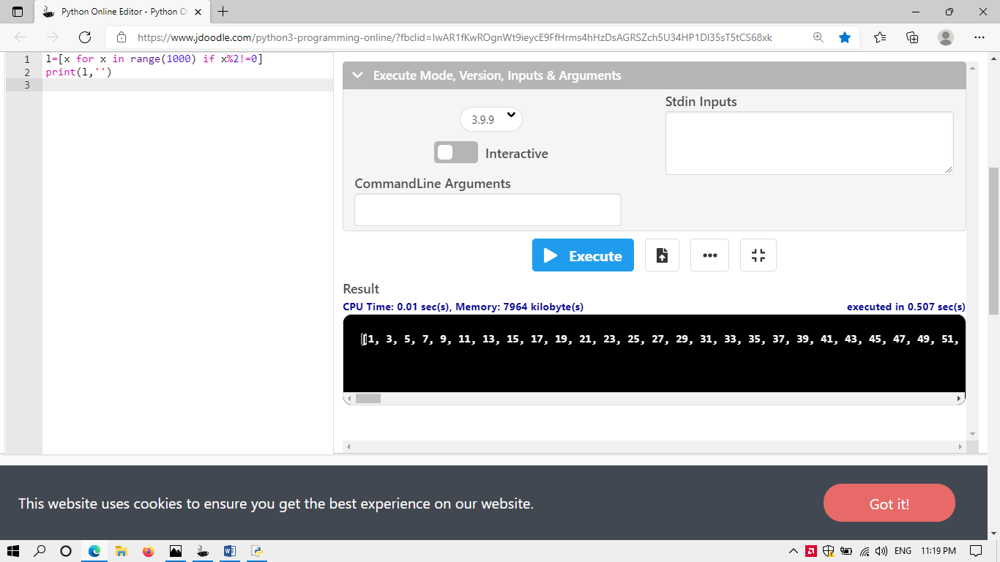 Python Online Editor - Python O
https://www.jdoodle.com/python3-programming-online/?fbclid=IwAR1fKwROgnWt9ieycE9FfHrms4hHzDsAGRSZch5U34HP1DI35sT5tCS68xk
1 l=[x for x in range(1000) if x%2!=0]
2 print(l,'')
3
Execute Mode, Version, Inputs & Arguments
3.9.9
Interactive
Stdin Inputs
CommandLine Arguments
Execute
Result
CPU Time: 0.01 sec(s), Memory: 7964 kilobyte(s)
executed in 0.507 sec(s)
[1, 3, 5, 7, 9, 11, 13, 15, 17, 19, 21, 23, 25, 27, 29, 31, 33, 35, 37, 39, 41, 43, 45, 47, 49, 51,
This website uses cookies to ensure you get the best experience on our website.
Got it!
ENG
11:19 PM